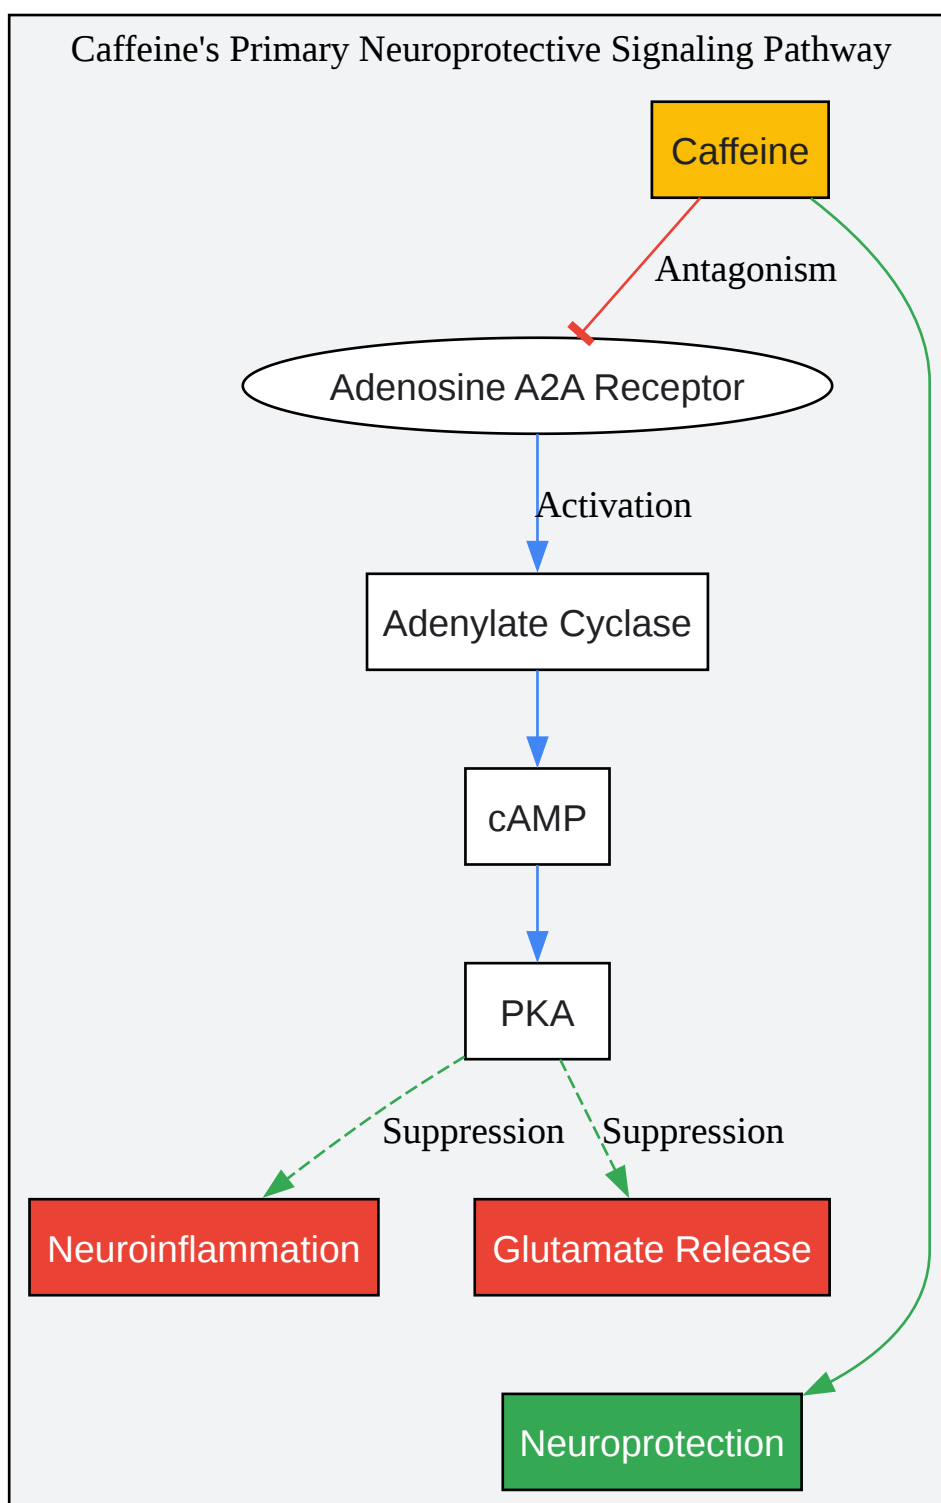 Caffeine's Primary Neuroprotective Signaling Pathway
Caffeine
Antagonism
Adenosine A2A Receptor
Activation
Adenylate Cyclase
cAMP
PKA
Suppression
Suppression
Neuroinflammation
Glutamate Release
Neuroprotection